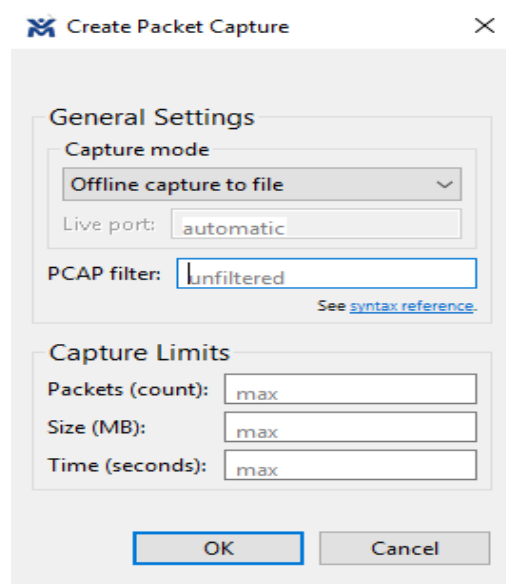 Create Packet Capture
General Settings
Capture mode
Offline capture to file
Live port: automatic
PCAP filter: unfiltered
See syntax reference.
Capture Limits
Packets (count): max
Size (MB): max
Time (seconds): max
OK Cancel